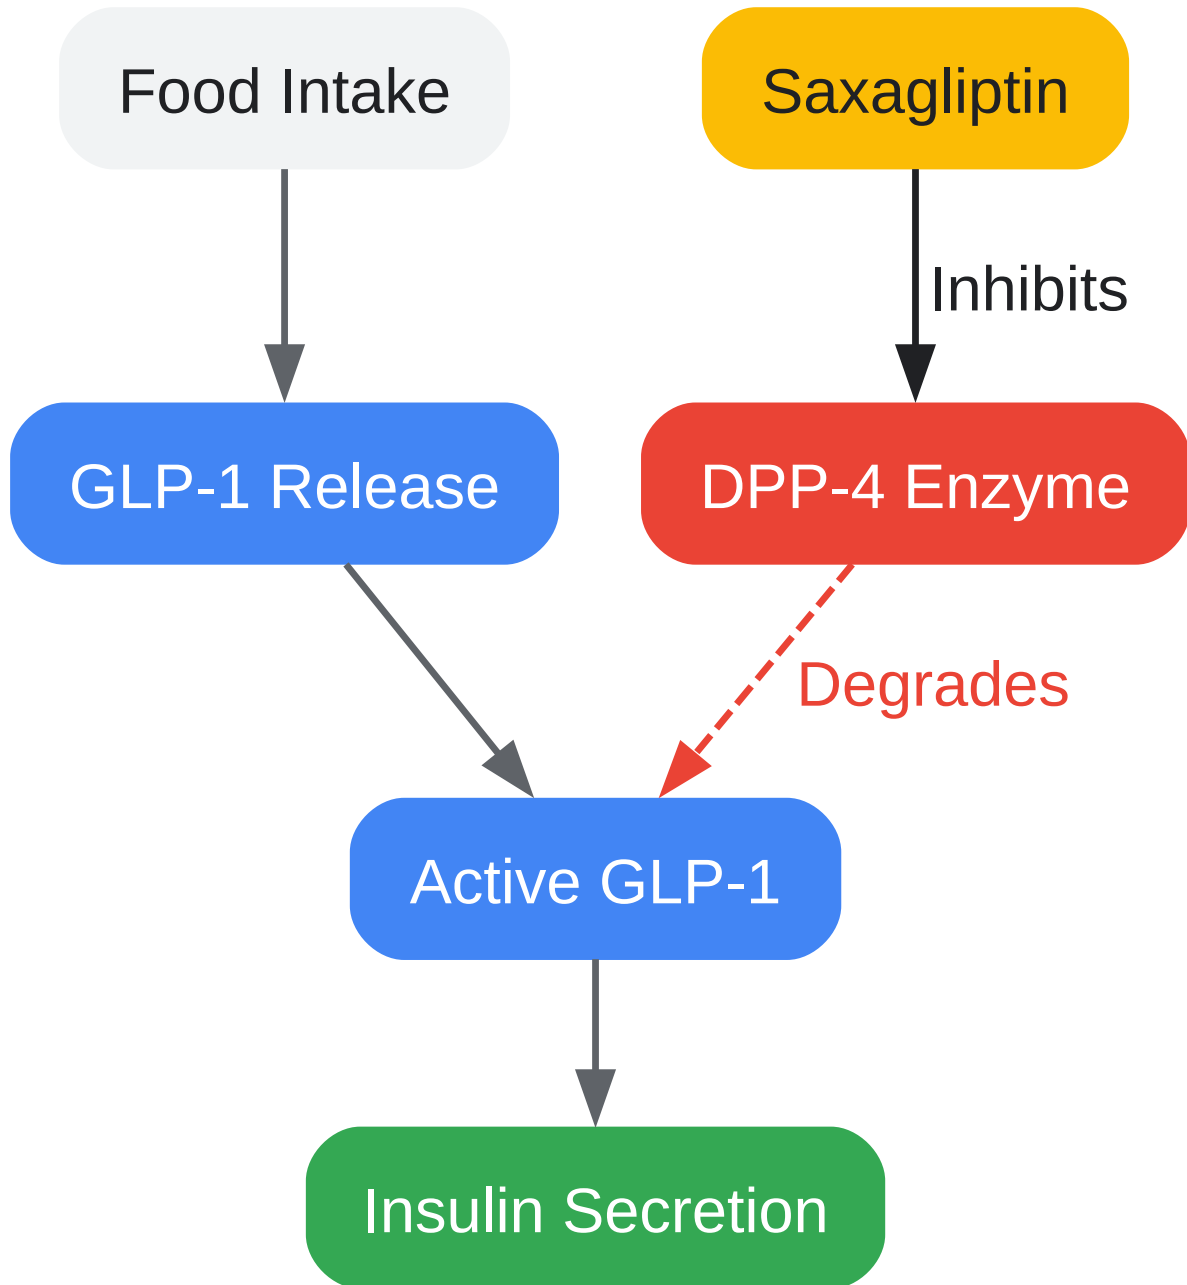 Food Intake
Saxagliptin
Inhibits
GLP-1 Release
DPP-4 Enzyme
Degrades
Active GLP-1
Insulin Secretion